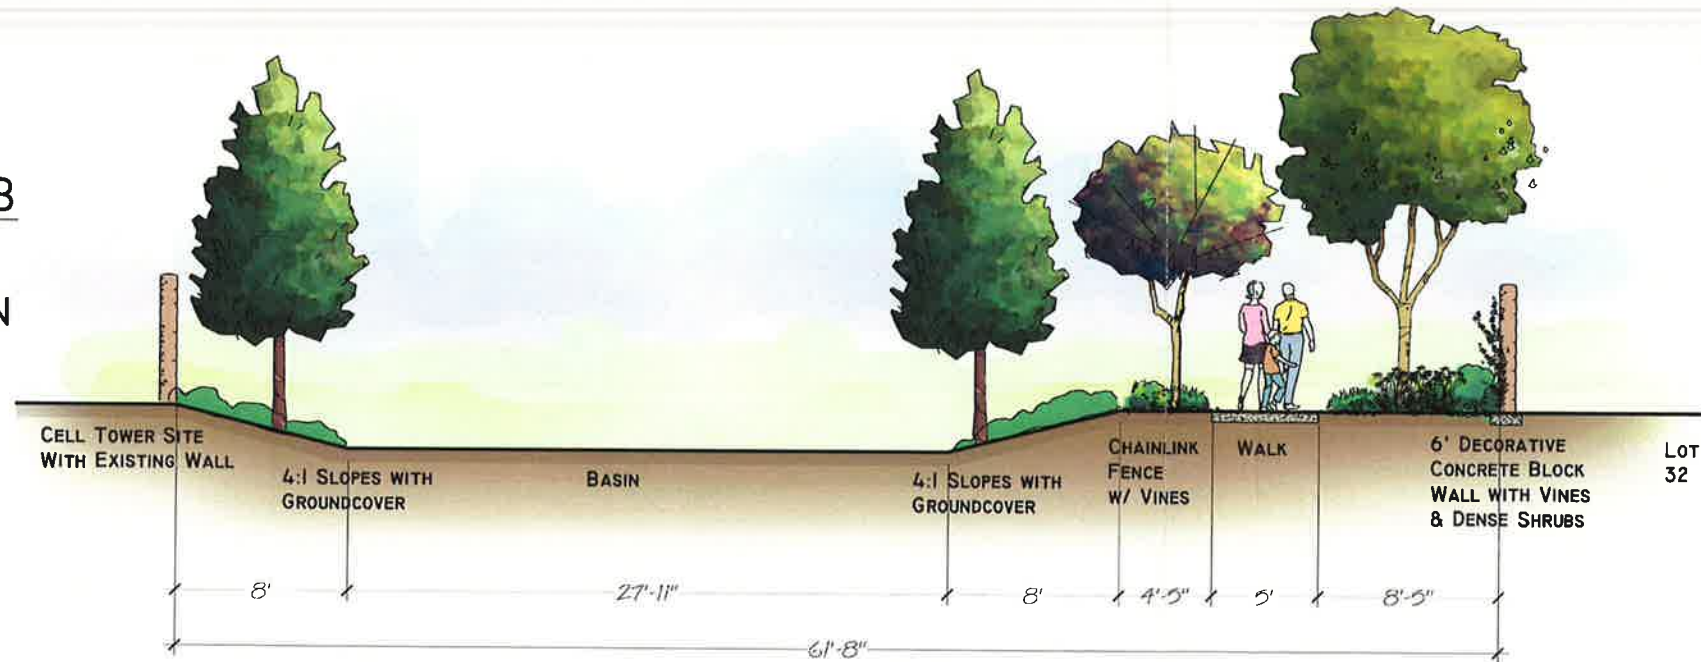 B
N
CELL TOWER SITE
WITH EXISTING WALL
4:1 SLOPES WITH
GROUNDCOVER
BASIN
4:1 SLOPES WITH
GROUNDCOVER
CHAINLINK
FENCE
W/ VINES
WALK
6' DECORATIVE
CONCRETE BLOCK
WALL WITH VINES
& DENSE SHRUBS
LOT
32
8'
27'-11"
8'
4'-5"
5'
8'-5"
61'-8"